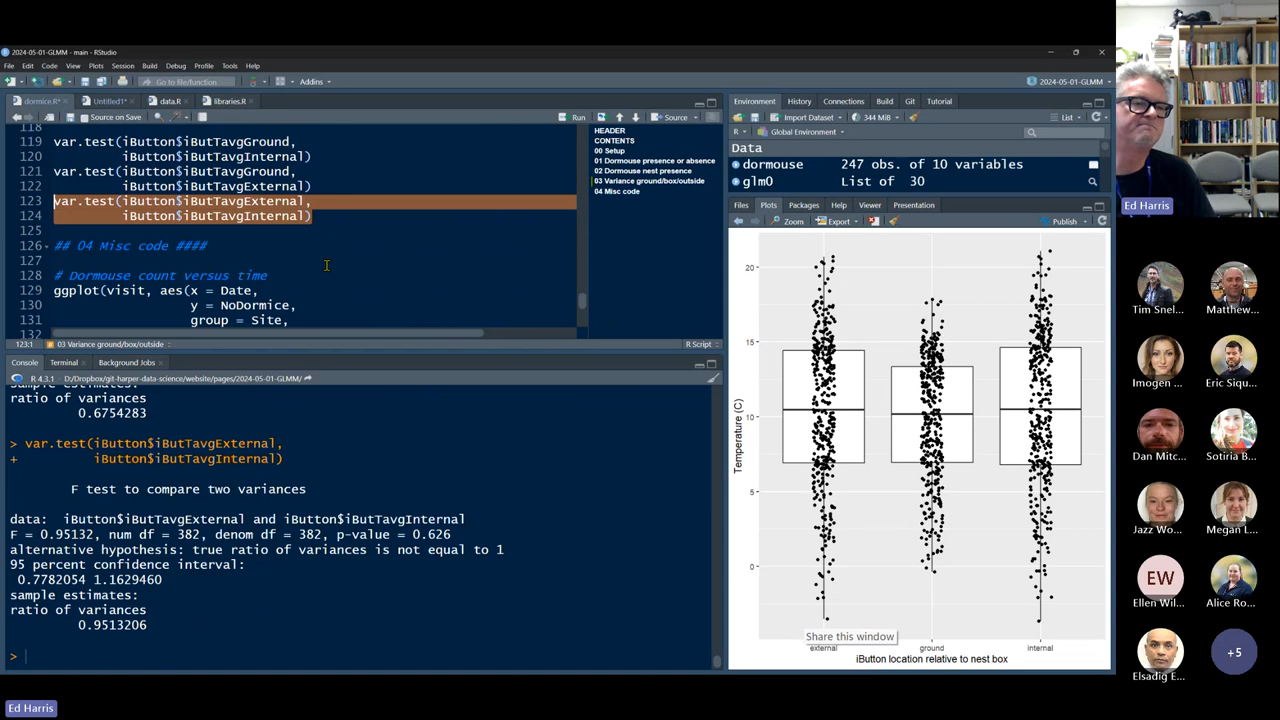 2024-05-01-GLMM - main - RStudio
File Edit Code View Plots Session Build Debug Profile Tools Help
Go to file/function Addins 2024-05-01-GLMM
dormice.R* Untitled1* data.R libraries.R
Source on Save Run Source
118
119 var.test(iButton$iButTavgGround,
120 iButton$iButTavgInternal)
121 var.test(iButton$iButTavgGround,
122 iButton$iButTavgExternal)
123 var.test(iButton$iButTavgExternal,
124 iButton$iButTavgInternal)
125
126 ## 04 Misc code ####
127
128 # Dormouse count versus time
129 ggplot(visit, aes(x = Date,
130 y = NoDormice,
131 group = Site,
132
HEADER
CONTENTS
00 Setup
01 Dormouse presence or absence
02 Dormouse nest presence
03 Variance ground/box/outside
04 Misc code
123:1 03 Variance ground/box/outside R Script
Console Terminal Background Jobs
R 4.3.1 D:/Dropbox/git-harper-data-science/website/pages/2024-05-01-GLMM/
sample estimates:
ratio of variances
0.6754283
> var.test(iButton$iButTavgExternal,
+ iButton$iButTavgInternal)
F test to compare two variances
data: iButton$iButTavgExternal and iButton$iButTavgInternal
F = 0.95132, num df = 382, denom df = 382, p-value = 0.626
alternative hypothesis: true ratio of variances is not equal to 1
95 percent confidence interval:
0.7782054 1.1629460
sample estimates:
ratio of variances
0.9513206
>
Environment History Connections Build Git Tutorial
Import Dataset 344 MiB List
R Global Environment
Data
dormouse 247 obs. of 10 variables
glm0 List of 30
Files Plots Packages Help Viewer Presentation
Zoom Export Publish
20
15
10
5
0
Temperature (C)
Share this window
external ground internal
iButton location relative to nest box
Ed Harris
Tim Snel... Matthew...
Imogen ... Eric Siqu...
Dan Mitc... Sotiria B...
Jazz Wo... Megan L...
EW
Ellen Wil... Alice Ro...
+5
Elsadig E...
Ed Harris